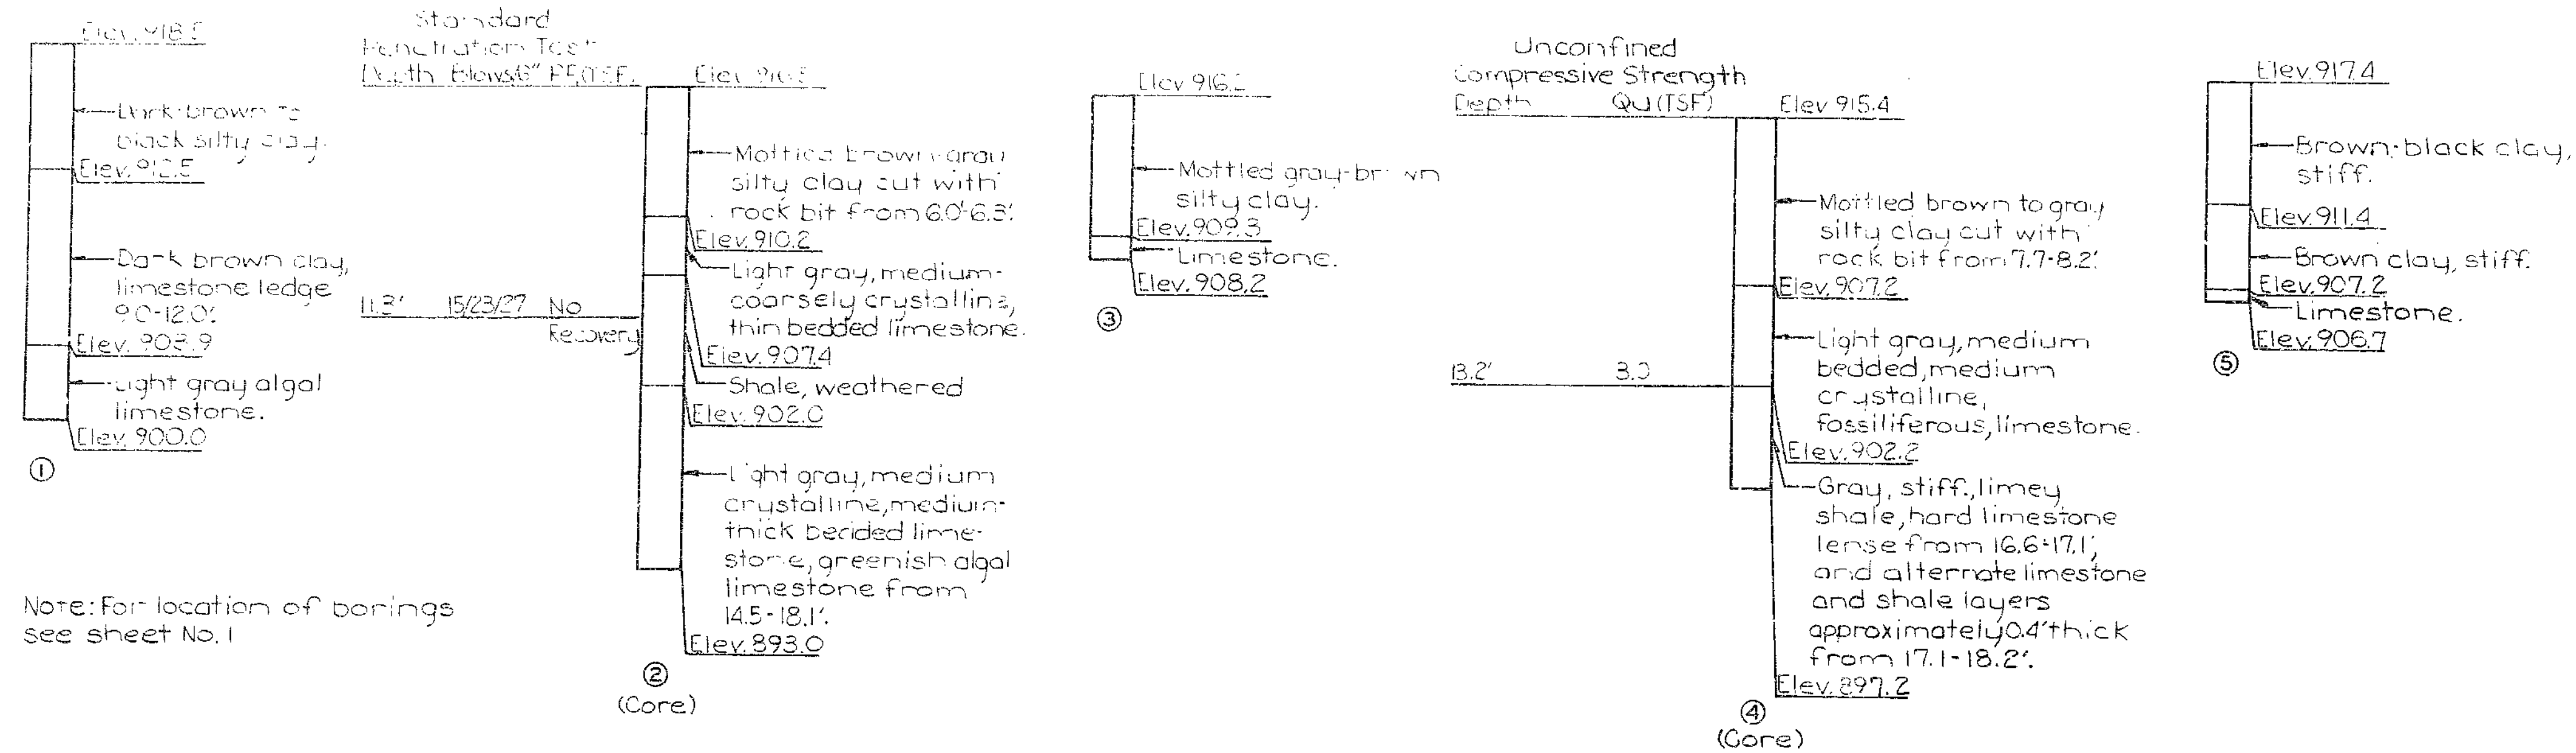 Elev. 918.5
Dark-brown to
black silty clay.
Elev. 912.5
Dark brown clay,
limestone ledge
9.0-12.0'.
Elev. 903.9
Light gray algal
limestone.
Elev. 900.0
①
Note: For location of borings
see sheet No. 1
Standard
Penetration Test
Depth Blows/6"
Elev. 916.5
Mottled brown-gray
silty clay cut with
rock bit from 6.0'-6.3'.
Elev. 910.2
Light gray, medium-
coarsely crystalline,
thin bedded limestone.
11.3' 15/23/27 No
Recovery
Elev. 907.4
Shale, weathered
Elev. 902.0
Light gray, medium
crystalline, medium-
thick bedded lime-
stone, greenish algal
limestone from
14.5-18.1'.
Elev. 893.0
②
(Core)
Elev 916.2
Mottled gray-brown
silty clay.
Elev. 909.3
Limestone.
Elev. 908.2
③
Unconfined
Compressive Strength
Depth QU (TSF)
Elev 915.4
Mottled brown to gray
silty clay cut with
rock bit from 7.7-8.2'.
Elev. 907.2
Light gray, medium
bedded, medium
crystalline,
fossiliferous, limestone.
13.2' 3.0
Elev. 902.2
Gray, stiff., limey
shale, hard limestone
lense from 16.6-17.1',
and alternate limestone
and shale layers
approximately 0.4' thick
from 17.1-18.2'.
Elev. 897.2
④
(Core)
Elev. 917.4
Brown-black clay,
stiff.
Elev. 911.4
Brown clay, stiff.
Elev. 907.2
Limestone.
Elev. 906.7
⑤